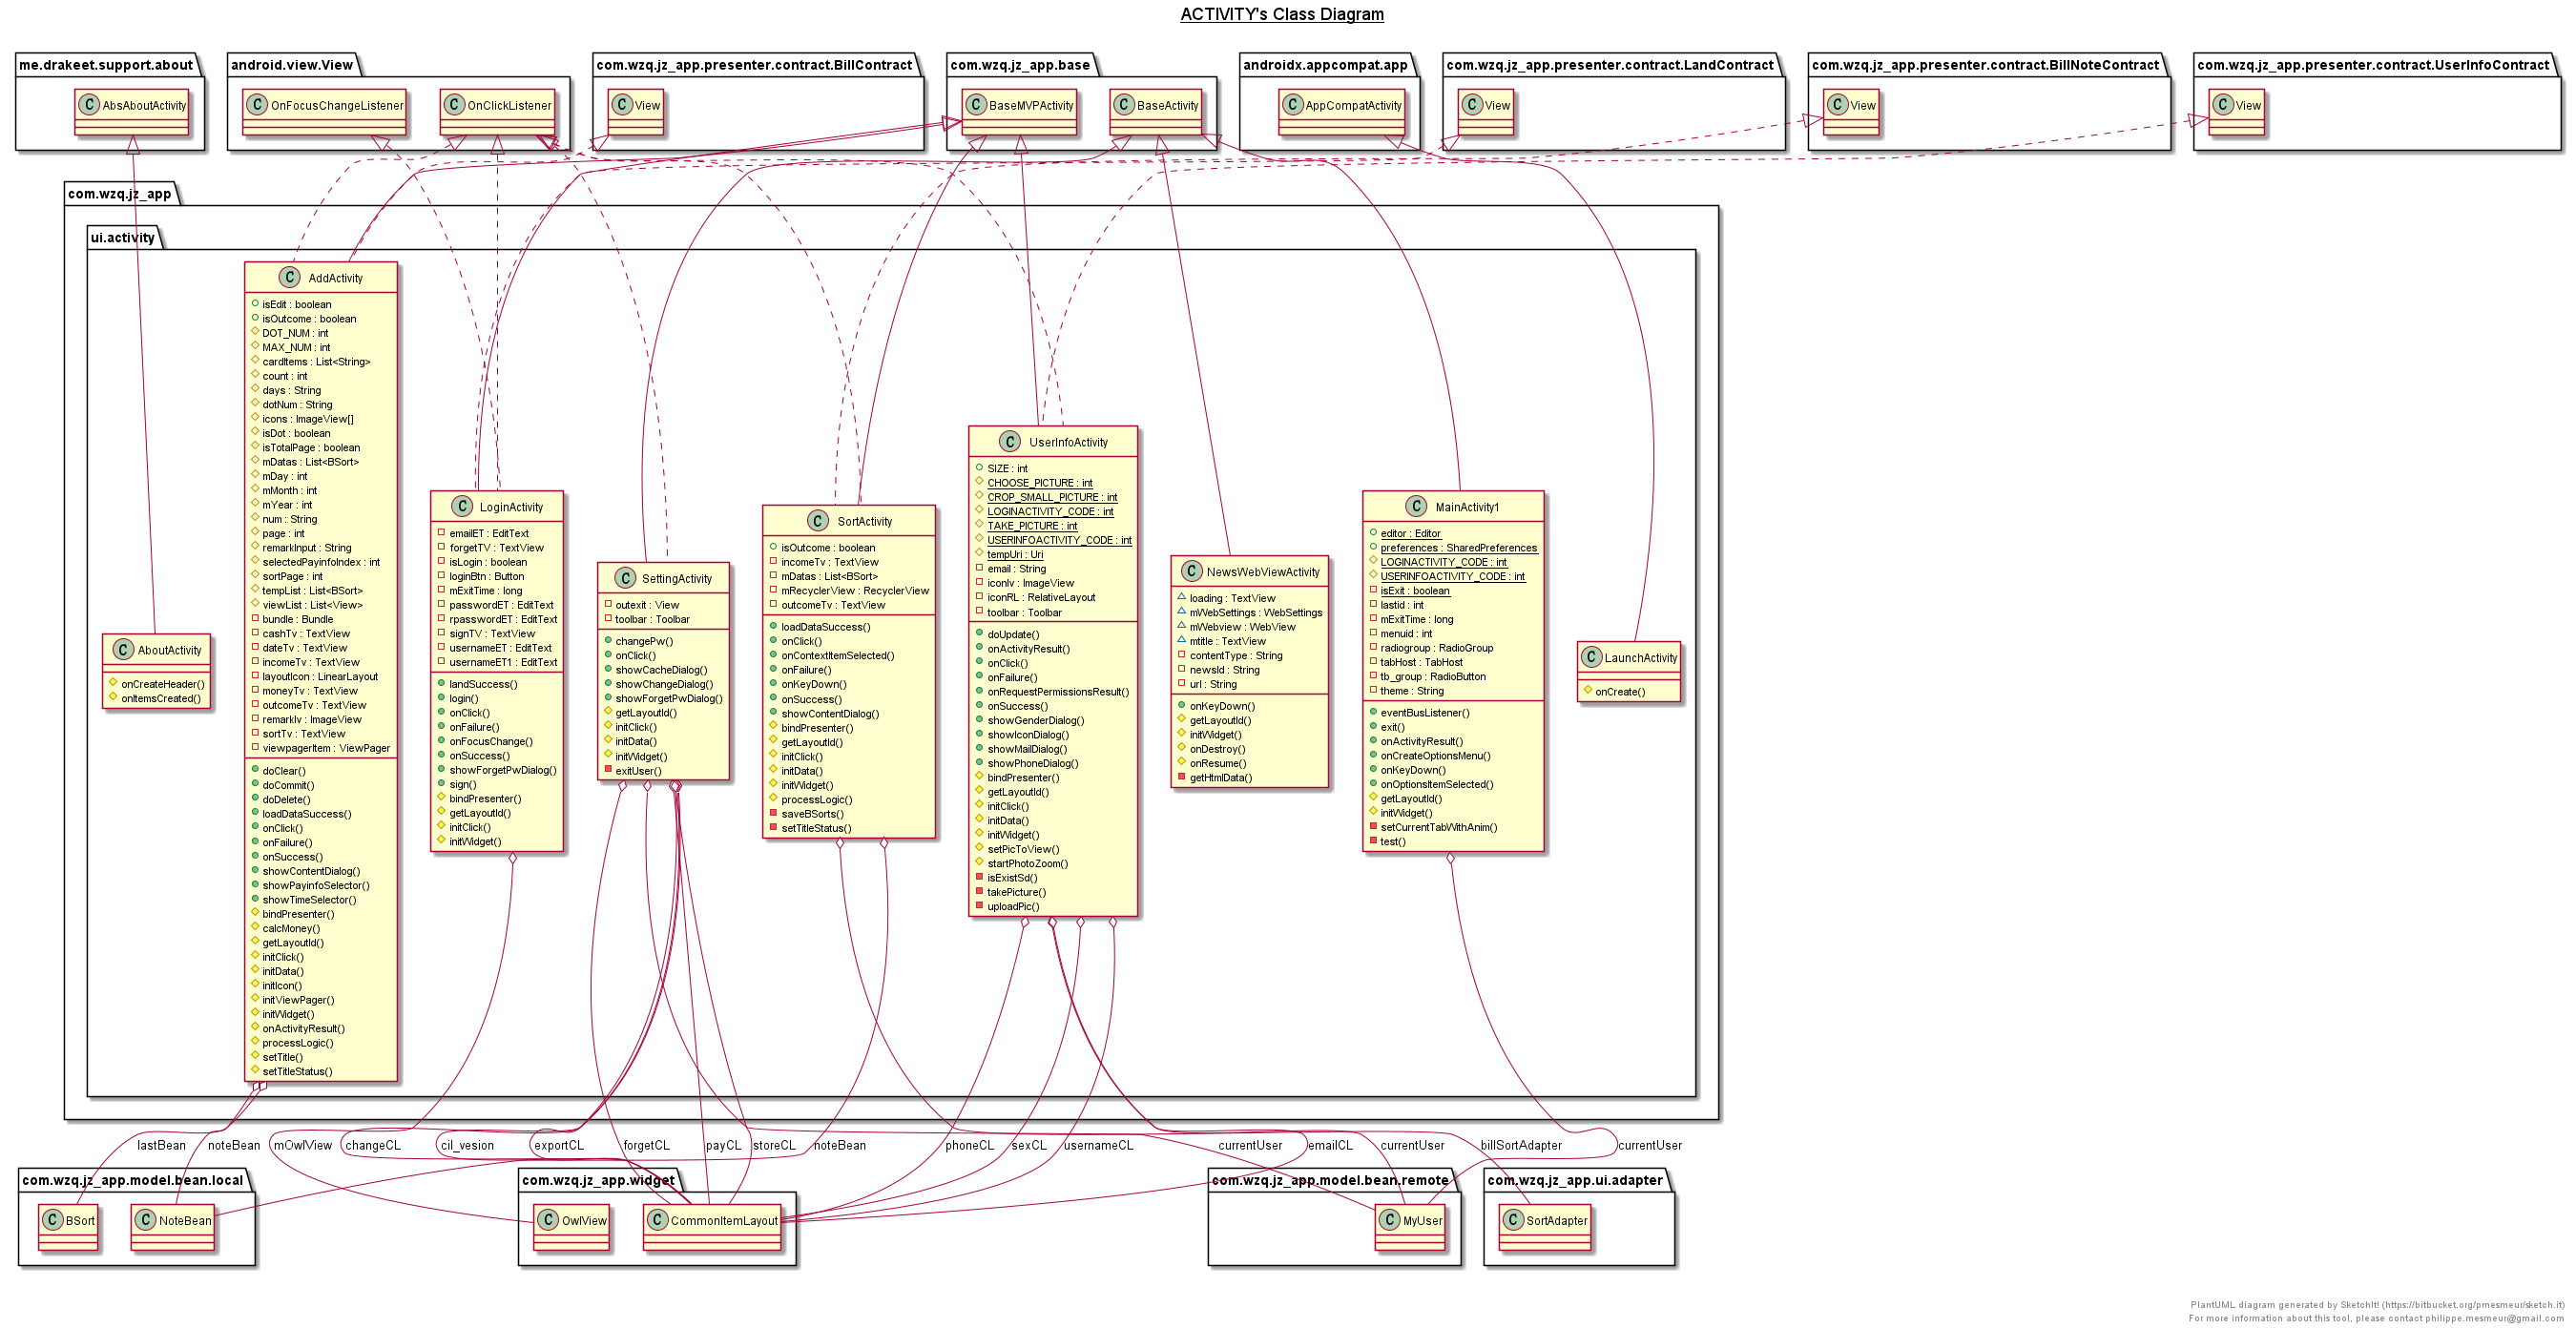 ACTIVITY's Class Diagram
me.drakeet.support.about
android.view.View
com.wzq.jz_app.presenter.contract.BillContract
com.wzq.jz_app.base
androidx.appcompat.app
com.wzq.jz_app.presenter.contract.LandContract
com.wzq.jz_app.presenter.contract.BillNoteContract
com.wzq.jz_app.presenter.contract.UserInfoContract
C AbsAboutActivity
C OnFocusChangeListener
C OnClickListener
C View
C BaseMVPActivity
C BaseActivity
C AppCompatActivity
C View
C View
C View
com.wzq.jz_app
ui.activity
C AddActivity
isEdit : boolean
isOutcome : boolean
DOT_NUM : int
MAX_NUM : int
cardItems : List<String>
count : int
days : String
dotNum : String
icons : ImageView[]
isDot : boolean
isTotalPage : boolean
mDatas : List<BSort>
mDay : int
mMonth : int
mYear : int
num : String
page : int
remarkInput : String
selectedPayinfoIndex : int
sortPage : int
tempList : List<BSort>
viewList : List<View>
bundle : Bundle
cashTv : TextView
dateTv : TextView
incomeTv : TextView
layoutIcon : LinearLayout
moneyTv : TextView
outcomeTv : TextView
remarkIv : ImageView
sortTv : TextView
viewpagerItem : ViewPager
doClear()
doCommit()
doDelete()
loadDataSuccess()
onClick()
onFailure()
onSuccess()
showContentDialog()
showPayinfoSelector()
showTimeSelector()
bindPresenter()
calcMoney()
getLayoutId()
initClick()
initData()
initIcon()
initViewPager()
initWidget()
onActivityResult()
processLogic()
setTitle()
setTitleStatus()
C AboutActivity
onCreateHeader()
onItemsCreated()
C LoginActivity
emailET : EditText
forgetTV : TextView
isLogin : boolean
loginBtn : Button
mExitTime : long
passwordET : EditText
rpasswordET : EditText
signTV : TextView
usernameET : EditText
usernameET1 : EditText
landSuccess()
login()
onClick()
onFailure()
onFocusChange()
onSuccess()
showForgetPwDialog()
sign()
bindPresenter()
getLayoutId()
initClick()
initWidget()
C SettingActivity
outexit : View
toolbar : Toolbar
changePw()
onClick()
showCacheDialog()
showChangeDialog()
showForgetPwDialog()
getLayoutId()
initClick()
initData()
initWidget()
exitUser()
C SortActivity
isOutcome : boolean
incomeTv : TextView
mDatas : List<BSort>
mRecyclerView : RecyclerView
outcomeTv : TextView
loadDataSuccess()
onClick()
onContextItemSelected()
onFailure()
onKeyDown()
onSuccess()
showContentDialog()
bindPresenter()
getLayoutId()
initClick()
initData()
initWidget()
processLogic()
saveBSorts()
setTitleStatus()
C UserInfoActivity
SIZE : int
CHOOSE_PICTURE : int
CROP_SMALL_PICTURE : int
LOGINACTIVITY_CODE : int
TAKE_PICTURE : int
USERINFOACTIVITY_CODE : int
tempUri : Uri
email : String
iconIv : ImageView
iconRL : RelativeLayout
toolbar : Toolbar
doUpdate()
onActivityResult()
onClick()
onFailure()
onRequestPermissionsResult()
onSuccess()
showGenderDialog()
showIconDialog()
showMailDialog()
showPhoneDialog()
bindPresenter()
getLayoutId()
initClick()
initData()
initWidget()
setPicToView()
startPhotoZoom()
isExistSd()
takePicture()
uploadPic()
C NewsWebViewActivity
loading : TextView
mWebSettings : WebSettings
mWebview : WebView
mtitle : TextView
contentType : String
newsId : String
url : String
onKeyDown()
getLayoutId()
initWidget()
onDestroy()
onResume()
getHtmlData()
C MainActivity1
editor : Editor
preferences : SharedPreferences
LOGINACTIVITY_CODE : int
USERINFOACTIVITY_CODE : int
isExit : boolean
lastid : int
mExitTime : long
menuid : int
radiogroup : RadioGroup
tabHost : TabHost
tb_group : RadioButton
theme : String
eventBusListener()
exit()
onActivityResult()
onCreateOptionsMenu()
onKeyDown()
onOptionsItemSelected()
getLayoutId()
initWidget()
setCurrentTabWithAnim()
test()
C LaunchActivity
onCreate()
lastBean
noteBean
mOwlView
changeCL
cil_vesion
exportCL
forgetCL
payCL
storeCL
noteBean
phoneCL
sexCL
usernameCL
currentUser
emailCL
currentUser
billSortAdapter
currentUser
com.wzq.jz_app.model.bean.local
com.wzq.jz_app.widget
com.wzq.jz_app.model.bean.remote
com.wzq.jz_app.ui.adapter
C BSort
C NoteBean
C OwlView
C CommonItemLayout
C MyUser
C SortAdapter
PlantUML diagram generated by SketchIt! (https://bitbucket.org/pmesmeur/sketch.it)
For more information about this tool, please contact philippe.mesmeur@gmail.com